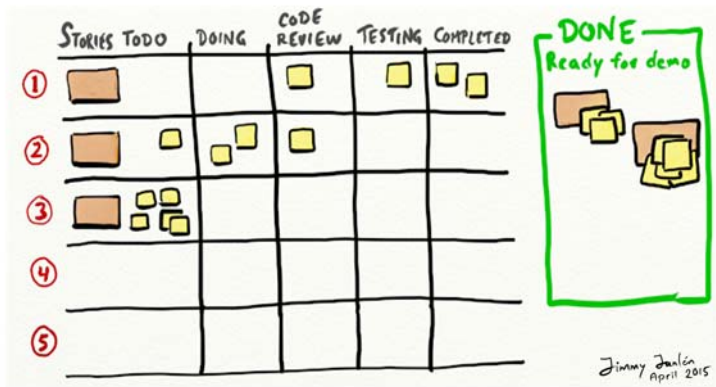 STORIES TODO DOING CODE REVIEW TESTING COMPLETED
1
2
3
4
5
DONE
Ready for demo
Jimmy Janlén
April 2015